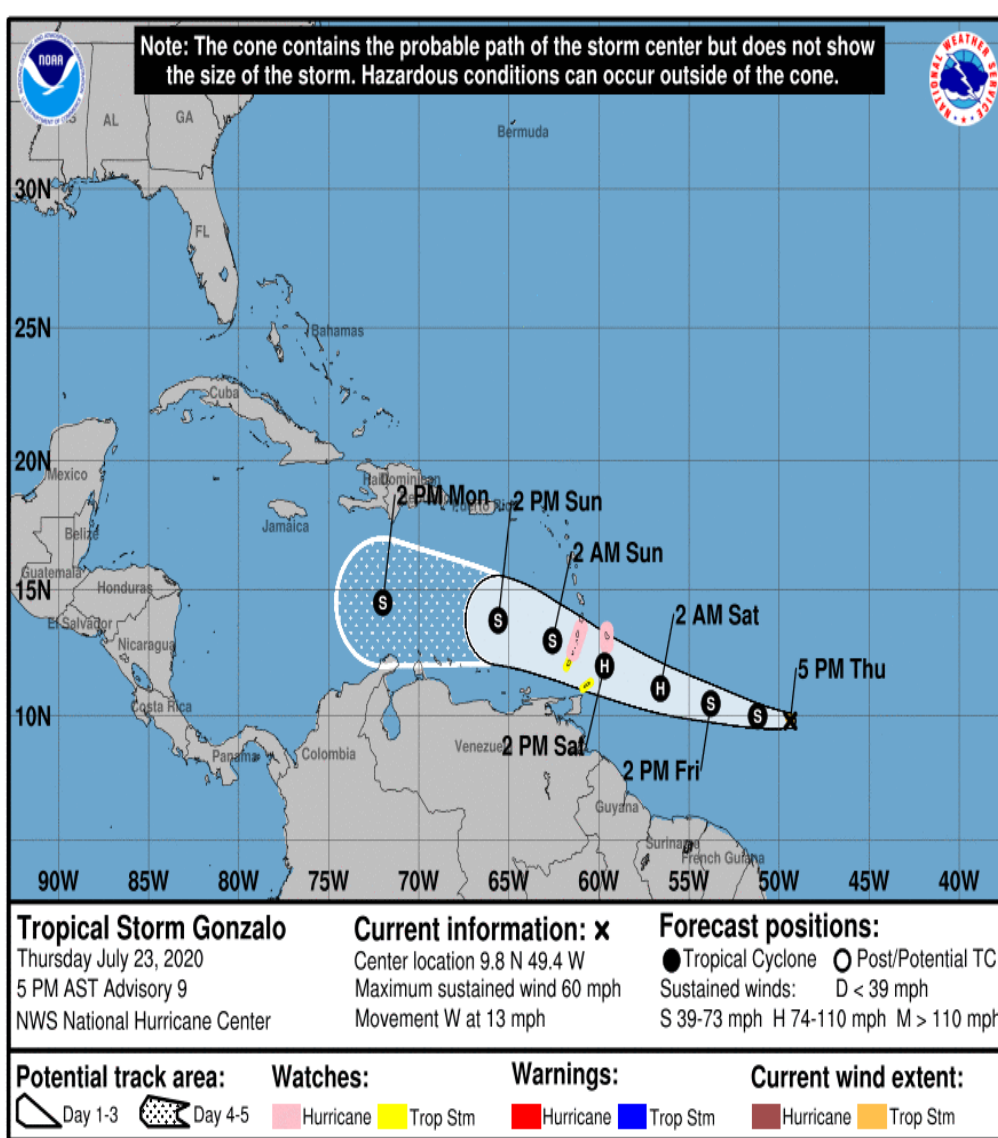 Note: The cone contains the probable path of the storm center but does not show
the size of the storm. Hazardous conditions can occur outside of the cone.
NOAA
NATIONAL WEATHER SERVICE
AL
GA
Bermuda
30N
FL
25N
Bahamas
Cuba
20N
Mexico
2 PM Mon
2 PM Sun
Jamaica
Belize
2 AM Sun
Guatemala
15N
Honduras
S
S
S
2 AM Sat
El Salvador
Nicaragua
H
H
5 PM Thu
S
S
Costa Rica
10N
Panama
Colombia
2 PM Sat
2 PM Fri
Guyana
French Guiana
90W 85W 80W 75W 70W 65W 60W 55W 50W 45W 40W
Tropical Storm Gonzalo
Thursday July 23, 2020
5 PM AST Advisory 9
NWS National Hurricane Center
Current information: x
Center location 9.8 N 49.4 W
Maximum sustained wind 60 mph
Movement W at 13 mph
Forecast positions:
Tropical Cyclone Post/Potential TC
Sustained winds: D < 39 mph
S 39-73 mph H 74-110 mph M > 110 mph
Potential track area:
Day 1-3 Day 4-5
Watches:
Hurricane Trop Stm
Warnings:
Hurricane Trop Stm
Current wind extent:
Hurricane Trop Stm